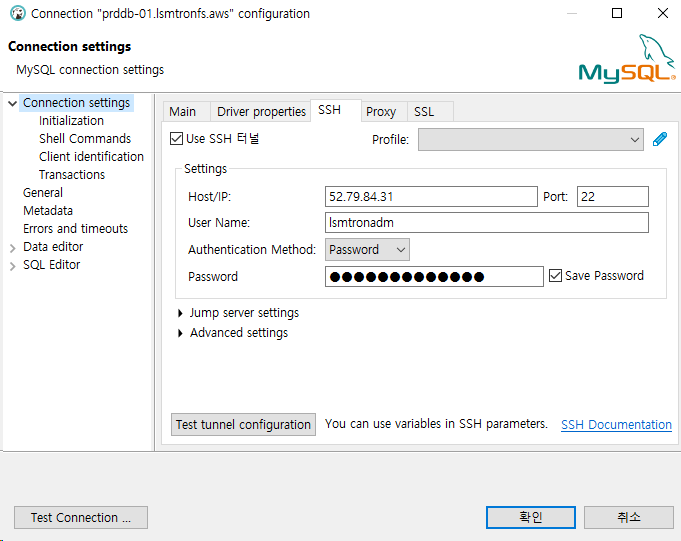 Connection "prddb-01.lsmtronfs.aws" configuration
Connection settings
MySQL connection settings
MySQL®
Connection settings
Initialization
Shell Commands
Client identification
Transactions
General
Metadata
Errors and timeouts
Data editor
SQL Editor
Main Driver properties SSH Proxy SSL
Use SSH 터널 Profile:
Settings
Host/IP: 52.79.84.31 Port: 22
User Name: lsmtronadm
Authentication Method: Password
Password ●●●●●●●●●●●●● Save Password
Jump server settings
Advanced settings
Test tunnel configuration You can use variables in SSH parameters. SSH Documentation
Test Connection ... 확인 취소